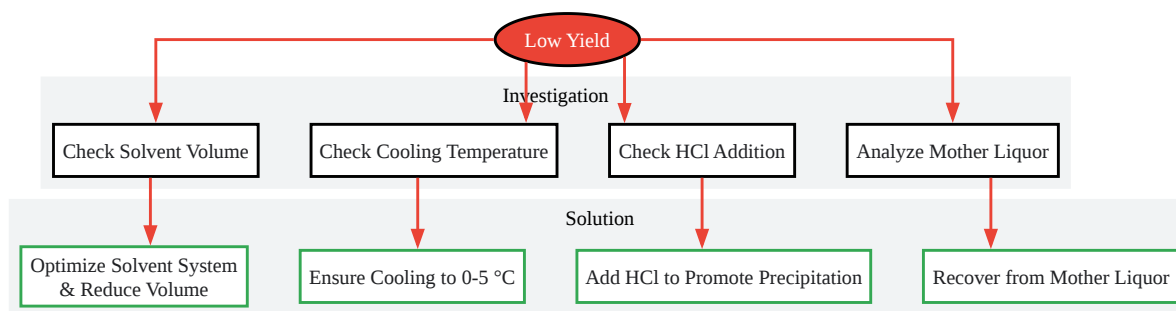 Low Yield
Investigation
Check Solvent Volume
Check Cooling Temperature
Check HCl Addition
Analyze Mother Liquor
Solution
Optimize Solvent System
& Reduce Volume
Ensure Cooling to 0-5 °C
Add HCl to Promote Precipitation
Recover from Mother Liquor